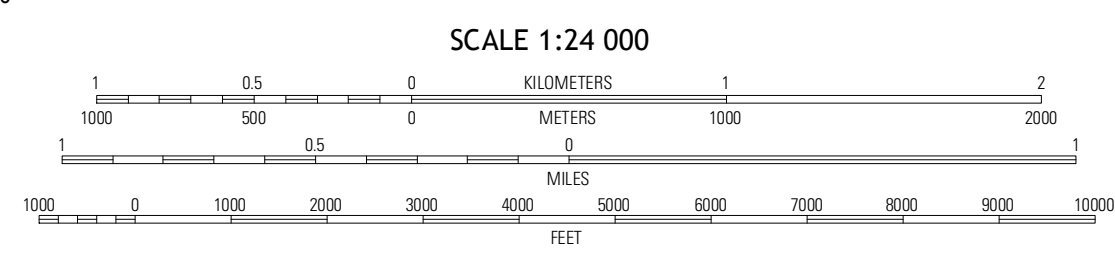 SCALE 1:24 000
1 0.5 0 KILOMETERS 1 2
1000 500 0 METERS 1000 2000
1 0.5 0 1
MILES
1000 0 1000 2000 3000 4000 5000 6000 7000 8000 9000 10000
FEET